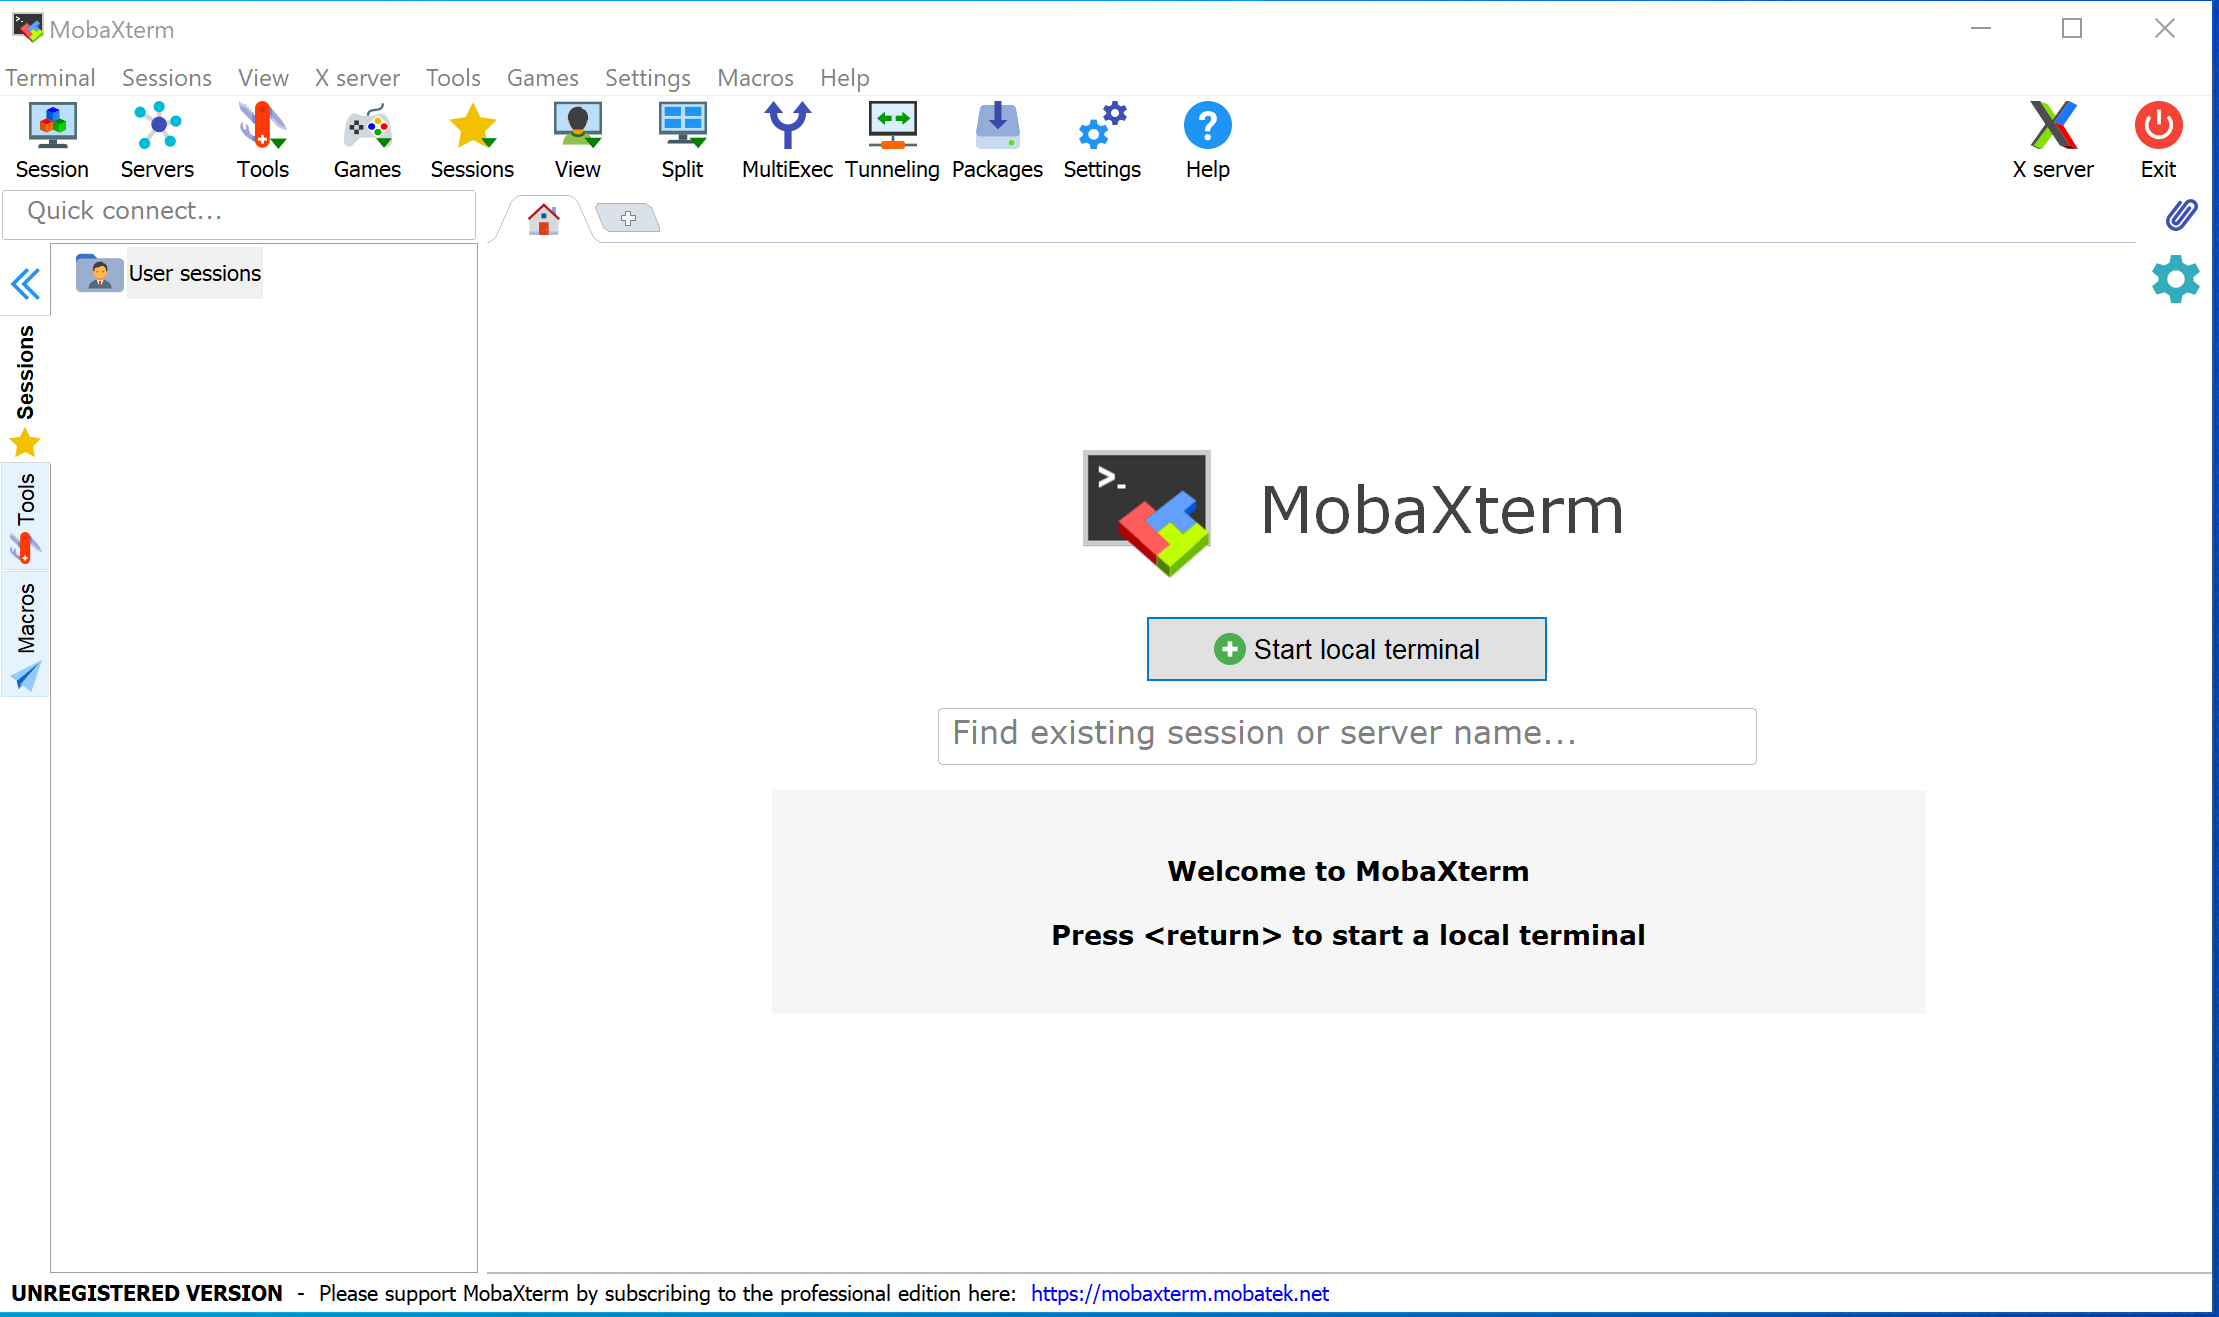 MobaXterm
Terminal Sessions View X server Tools Games Settings Macros Help
Session Servers Tools Games Sessions View Split MultiExec Tunneling Packages Settings Help X server Exit
Quick connect...
User sessions
Sessions
Tools
Macros
>_
MobaXterm
Start local terminal
Find existing session or server name...
Welcome to MobaXterm
Press <return> to start a local terminal
UNREGISTERED VERSION - Please support MobaXterm by subscribing to the professional edition here: https://mobaxterm.mobatek.net